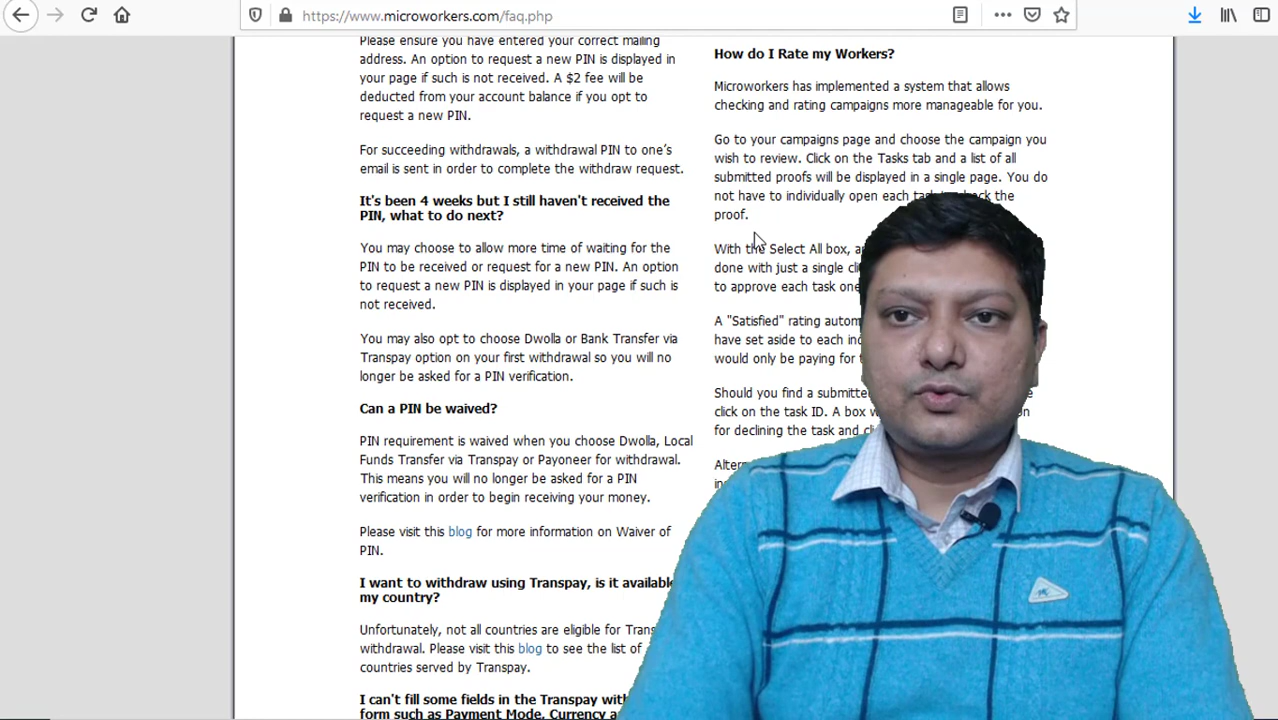 https://www.microworkers.com/faq.php
Please ensure you have entered your correct mailing
address. An option to request a new PIN is displayed in
your page if such is not received. A $2 fee will be
deducted from your account balance if you opt to
request a new PIN.
For succeeding withdrawals, a withdrawal PIN to one's
email is sent in order to complete the withdraw request.
It's been 4 weeks but I still haven't received the
PIN, what to do next?
You may choose to allow more time of waiting for the
PIN to be received or request for a new PIN. An option
to request a new PIN is displayed in your page if such is
not received.
You may also opt to choose Dwolla or Bank Transfer via
Transpay option on your first withdrawal so you will no
longer be asked for a PIN verification.
Can a PIN be waived?
PIN requirement is waived when you choose Dwolla, Local
Funds Transfer via Transpay or Payoneer for withdrawal.
This means you will no longer be asked for a PIN
verification in order to begin receiving your money.
Please visit this blog for more information on Waiver of
PIN.
I want to withdraw using Transpay, is it available
my country?
Unfortunately, not all countries are eligible for
withdrawal. Please visit this blog to see the list of
countries served by Transpay.
I can't fill some fields in the Transpay
form such as Payment Mode, Currency
How do I Rate my Workers?
Microworkers has implemented a system that allows
checking and rating campaigns more manageable for you.
Go to your campaigns page and choose the campaign you
wish to review. Click on the Tasks tab and a list of all
submitted proofs will be displayed in a single page. You do
not have to individually open each the
proof.
With the Select All box,
done with just a single
to approve each task
A "Satisfied" rating
have set aside to each
would only be paying for
Should you find a submitted
click on the task ID. A box
for declining the task and